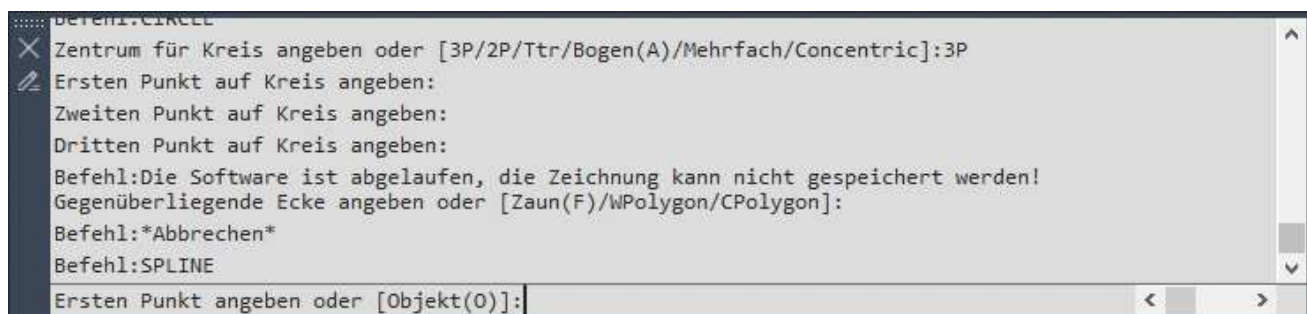 Befehl:CIRCLE
Zentrum für Kreis angeben oder [3P/2P/Ttr/Bogen(A)/Mehrfach/Concentric]:3P
Ersten Punkt auf Kreis angeben:
Zweiten Punkt auf Kreis angeben:
Dritten Punkt auf Kreis angeben:
Befehl:Die Software ist abgelaufen, die Zeichnung kann nicht gespeichert werden!
Gegenüberliegende Ecke angeben oder [Zaun(F)/WPolygon/CPolygon]:
Befehl:*Abbrechen*
Befehl:SPLINE
Ersten Punkt angeben oder [Objekt(O)]: